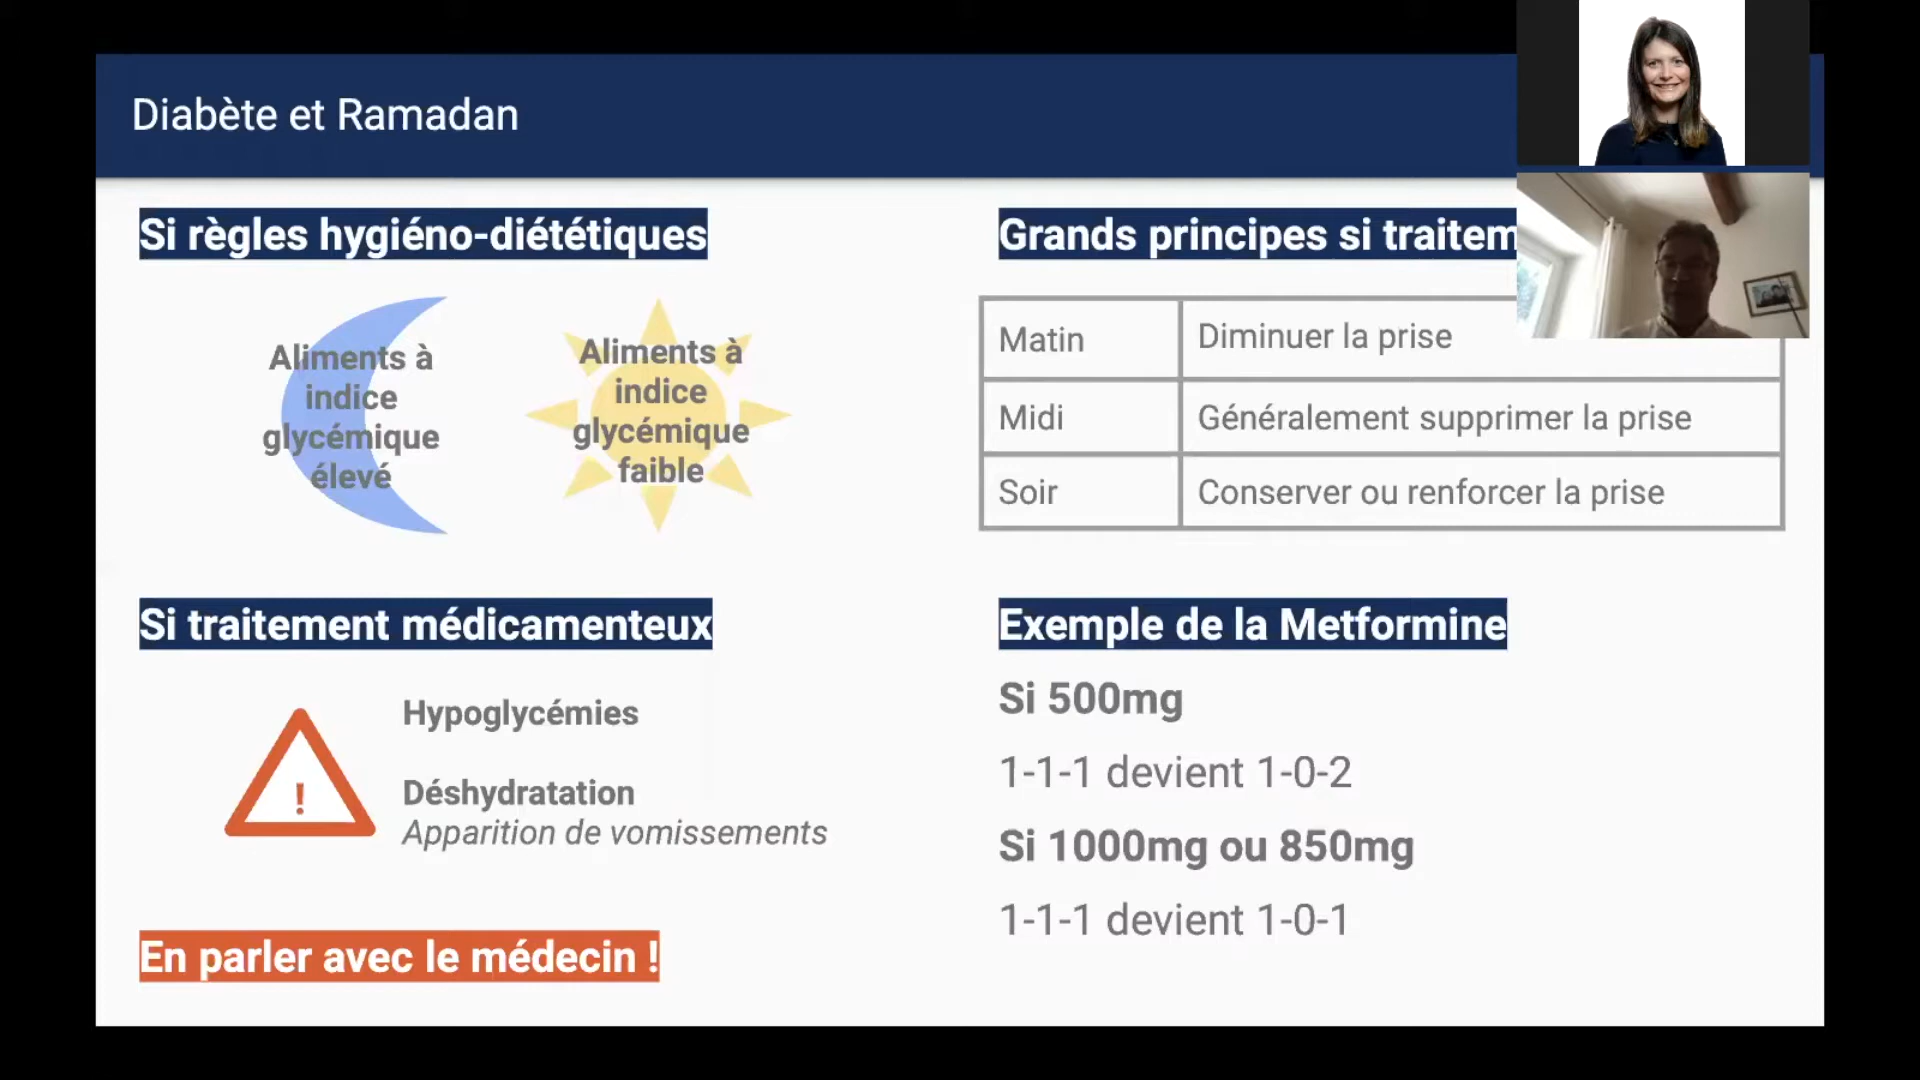 Diabète et Ramadan
Si règles hygiéno-diététiques
Aliments à
indice
glycémique
élevé
Aliments à
indice
glycémique
faible
Si traitement médicamenteux
!
Hypoglycémies
Déshydratation
Apparition de vomissements
En parler avec le médecin !
Grands principes si traitem
Matin Diminuer la prise
Midi Généralement supprimer la prise
Soir Conserver ou renforcer la prise
Exemple de la Metformine
Si 500mg
1-1-1 devient 1-0-2
Si 1000mg ou 850mg
1-1-1 devient 1-0-1